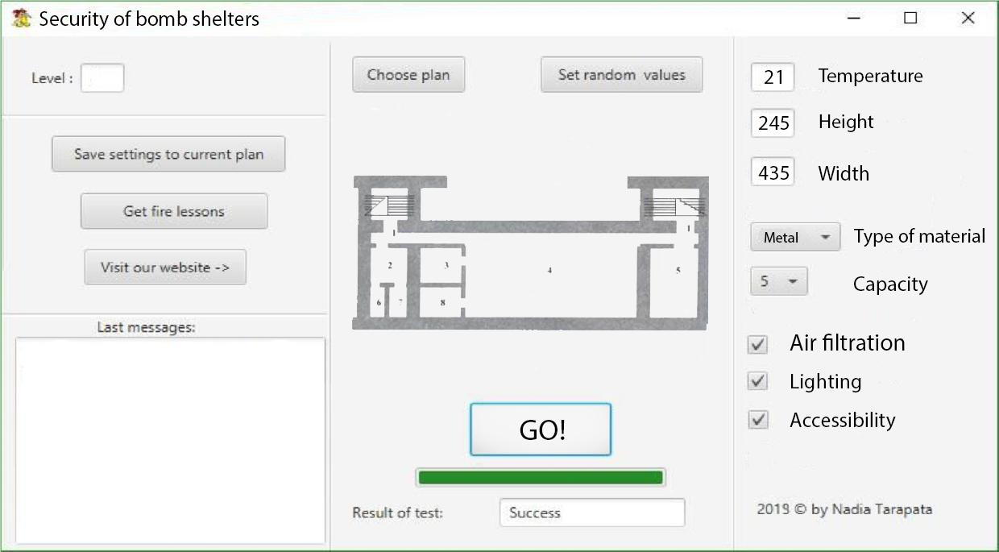 Security of bomb shelters
Level :
Save settings to current plan
Get fire lessons
Visit our website ->
Last messages:
Choose plan
Set random values
1
1
2
3
4
5
6
7
8
GO!
Result of test:
Success
21 Temperature
245 Height
435 Width
Metal Type of material
5 Capacity
Air filtration
Lighting
Accessibility
2019 © by Nadia Tarapata